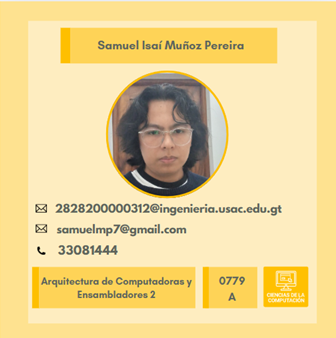 Samuel Isaí Muñoz Pereira
2828200000312@ingenieria.usac.edu.gt
samuelmp7@gmail.com
33081444
Arquitectura de Computadoras y
Ensambladores 2
0779
A
CIENCIAS DE LA
COMPUTACIÓN